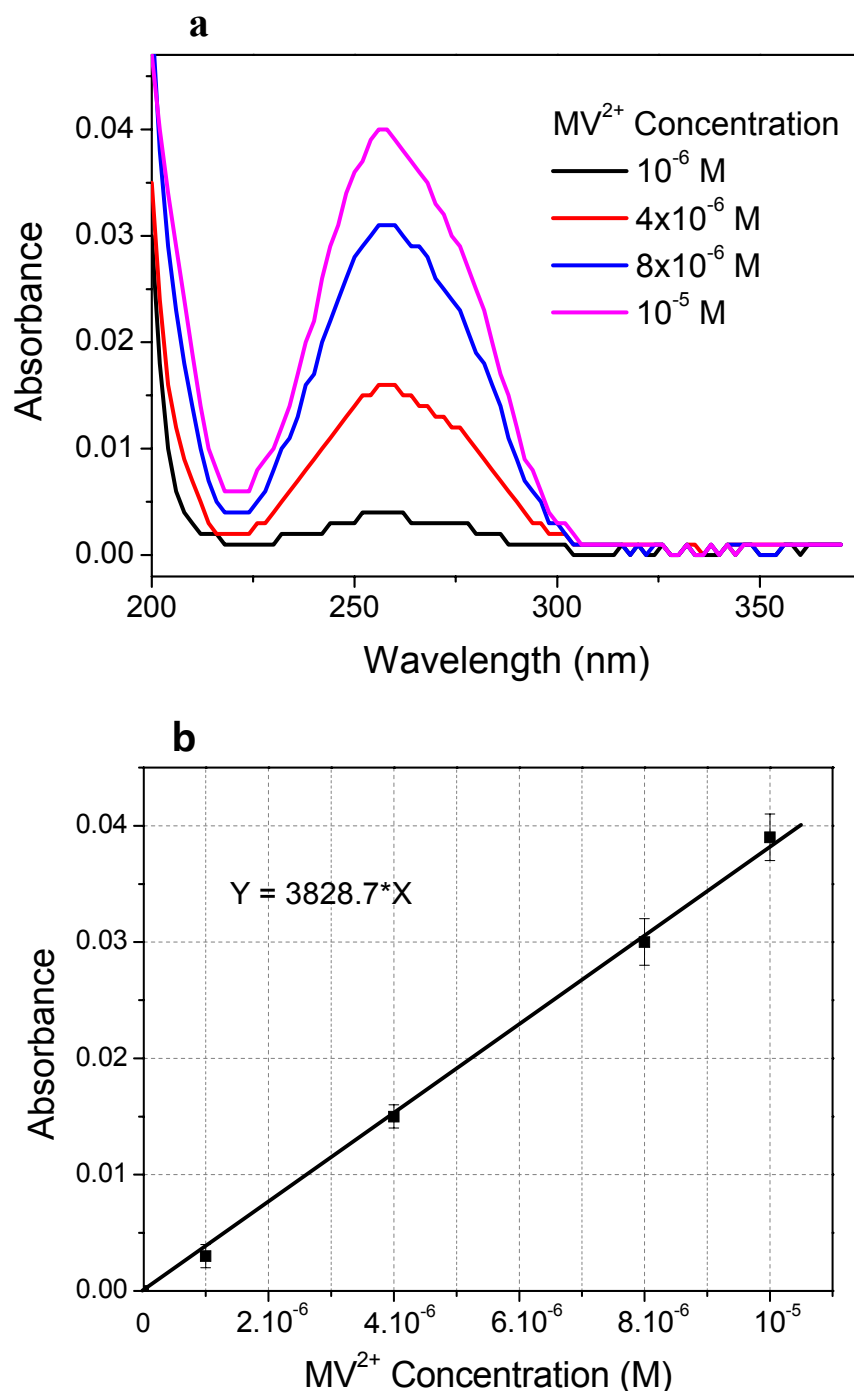 a
MV²⁺ Concentration
10⁻⁶ M
4x10⁻⁶ M
8x10⁻⁶ M
10⁻⁵ M
0.04
0.03
0.02
0.01
0.00
Absorbance
200 250 300 350
Wavelength (nm)
b
Y = 3828.7*X
0.04
0.03
0.02
0.01
0.00
Absorbance
0 2.10⁻⁶ 4.10⁻⁶ 6.10⁻⁶ 8.10⁻⁶ 10⁻⁵
MV²⁺ Concentration (M)